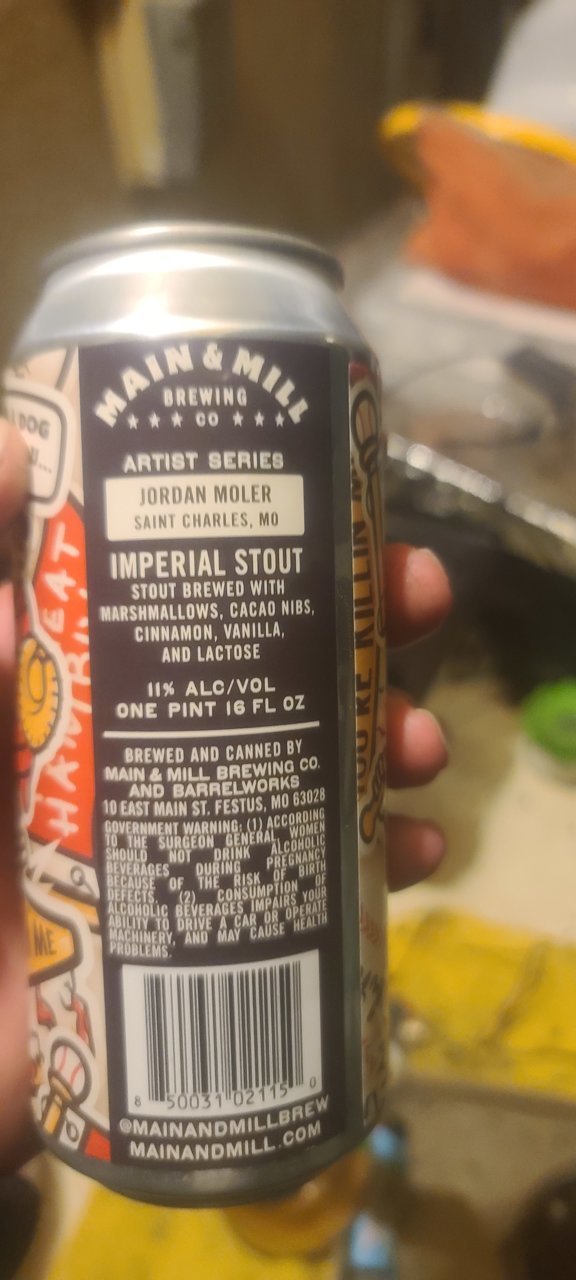 MAIN & MILL
BREWING
CO
ARTIST SERIES
JORDAN MOLER
SAINT CHARLES, MO
IMPERIAL STOUT
STOUT BREWED WITH
MARSHMALLOWS, CACAO NIBS,
CINNAMON, VANILLA,
AND LACTOSE
11% ALC/VOL
ONE PINT 16 FL OZ
BREWED AND CANNED BY
MAIN & MILL BREWING CO.
AND BARRELWORKS
10 EAST MAIN ST. FESTUS, MO 63028
GOVERNMENT WARNING: (1) ACCORDING
TO THE SURGEON GENERAL, WOMEN
SHOULD NOT DRINK ALCOHOLIC
BEVERAGES DURING PREGNANCY
BECAUSE OF THE RISK OF BIRTH
DEFECTS. (2) CONSUMPTION OF
ALCOHOLIC BEVERAGES IMPAIRS YOUR
ABILITY TO DRIVE A CAR OR OPERATE
MACHINERY, AND MAY CAUSE HEALTH
PROBLEMS.
8 50031 02115 0
@MAINANDMILLBREW
MAINANDMILL.COM
DOG
EAT
ME
YOU'RE KILLIN'